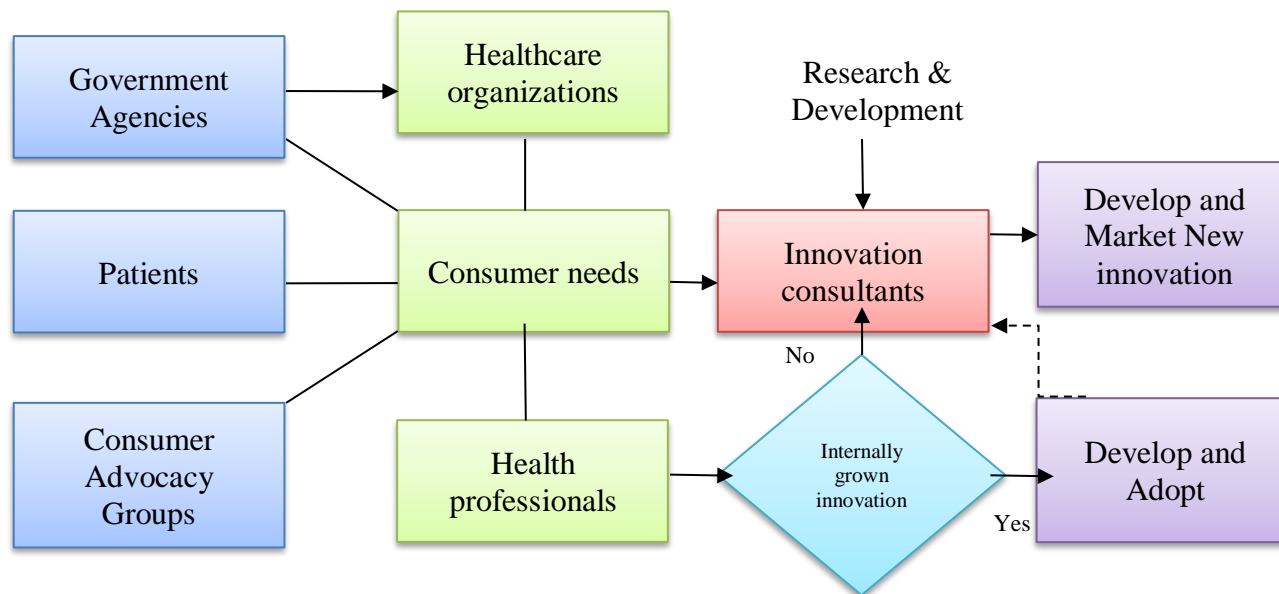 Government
Agencies
Healthcare
organizations
Research &
Development
Patients
Consumer needs
Innovation
consultants
Develop and
Market New
innovation
No
Consumer
Advocacy
Groups
Health
professionals
Internally
grown
innovation
Yes
Develop and
Adopt